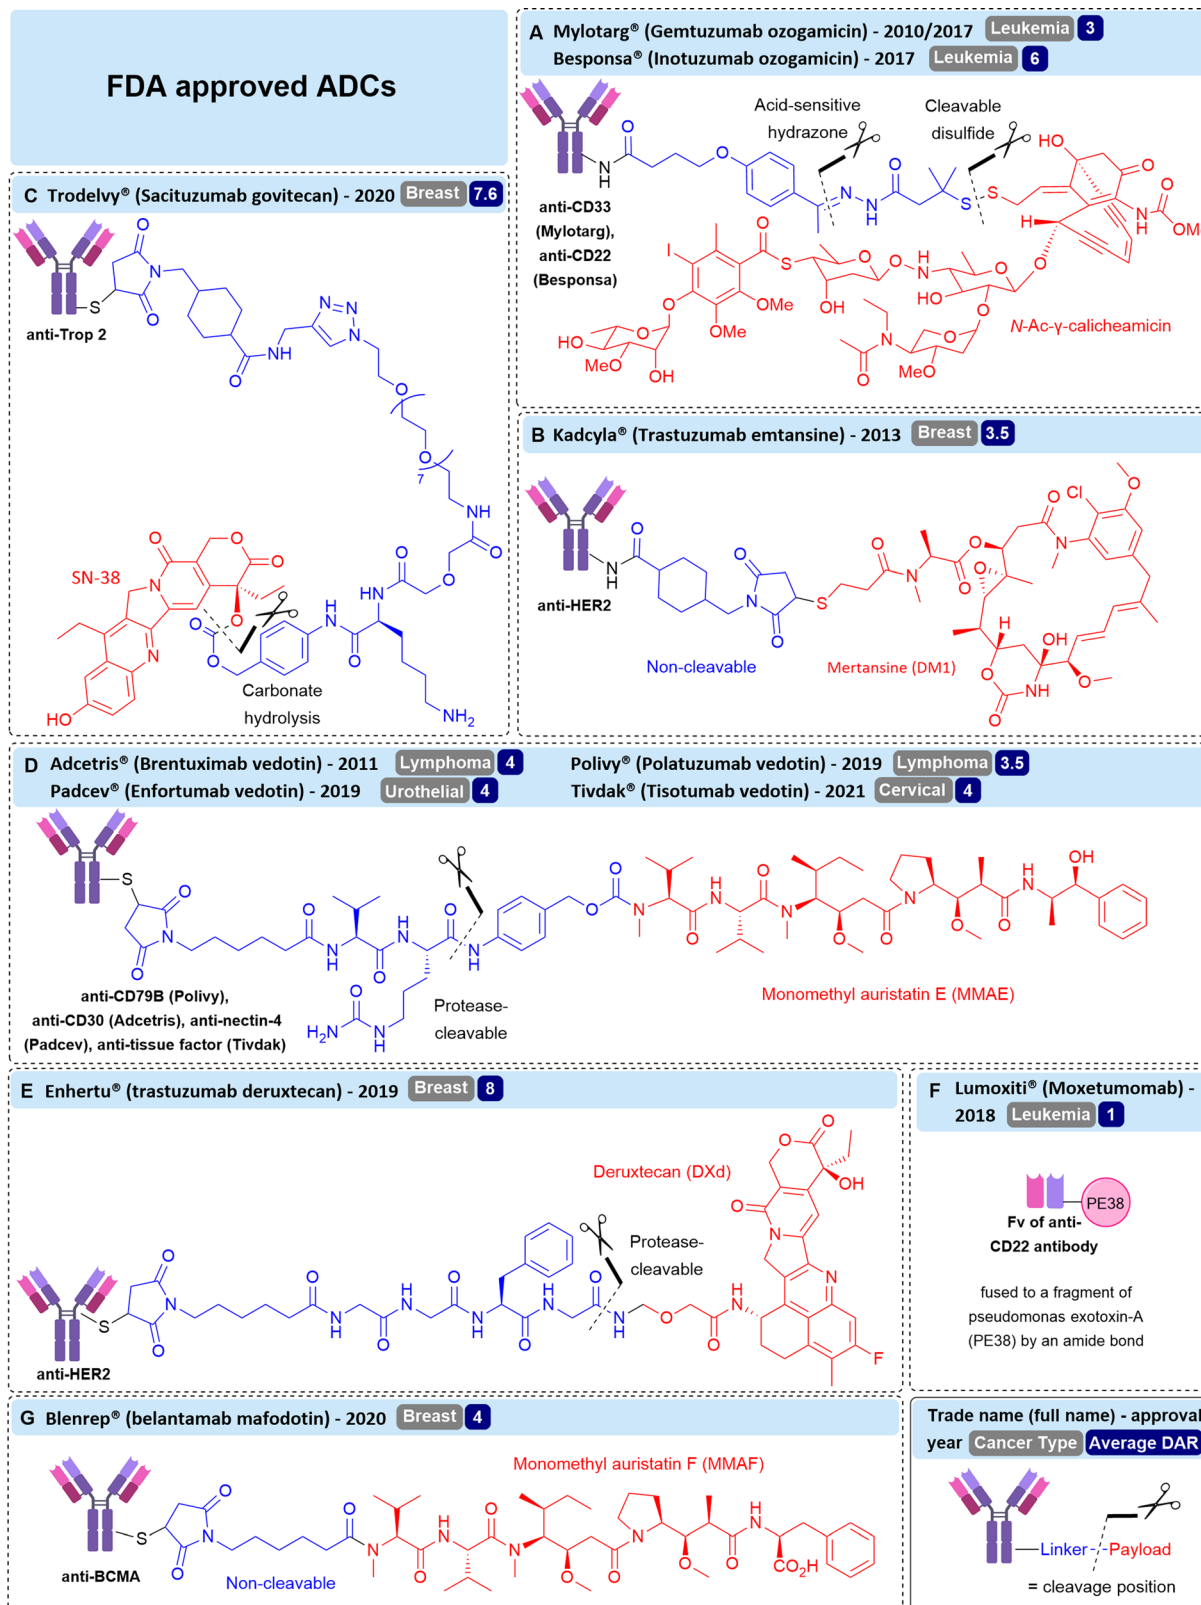 FDA approved ADCs
A Mylotarg® (Gemtuzumab ozogamicin) - 2010/2017 Leukemia 3
Besponsa® (Inotuzumab ozogamicin) - 2017 Leukemia 6
Acid-sensitive
hydrazone
Cleavable
disulfide
anti-CD33
(Mylotarg),
anti-CD22
(Besponsa)
N-Ac-γ-calicheamicin
C Trodelvy® (Sacituzumab govitecan) - 2020 Breast 7.6
anti-Trop 2
7
SN-38
Carbonate
hydrolysis
B Kadcyla® (Trastuzumab emtansine) - 2013 Breast 3.5
anti-HER2
Non-cleavable
Mertansine (DM1)
D Adcetris® (Brentuximab vedotin) - 2011 Lymphoma 4
Polivy® (Polatuzumab vedotin) - 2019 Lymphoma 3.5
Padcev® (Enfortumab vedotin) - 2019 Urothelial 4
Tivdak® (Tisotumab vedotin) - 2021 Cervical 4
anti-CD79B (Polivy),
anti-CD30 (Adcetris), anti-nectin-4
(Padcev), anti-tissue factor (Tivdak)
Protease-
cleavable
Monomethyl auristatin E (MMAE)
E Enhertu® (trastuzumab deruxtecan) - 2019 Breast 8
Deruxtecan (DXd)
Protease-
cleavable
anti-HER2
F Lumoxiti® (Moxetumomab) -
2018 Leukemia 1
PE38
Fv of anti-
CD22 antibody
fused to a fragment of
pseudomonas exotoxin-A
(PE38) by an amide bond
G Blenrep® (belantamab mafodotin) - 2020 Breast 4
Monomethyl auristatin F (MMAF)
anti-BCMA
Non-cleavable
Trade name (full name) - approval
year Cancer Type Average DAR
Linker Payload
= cleavage position